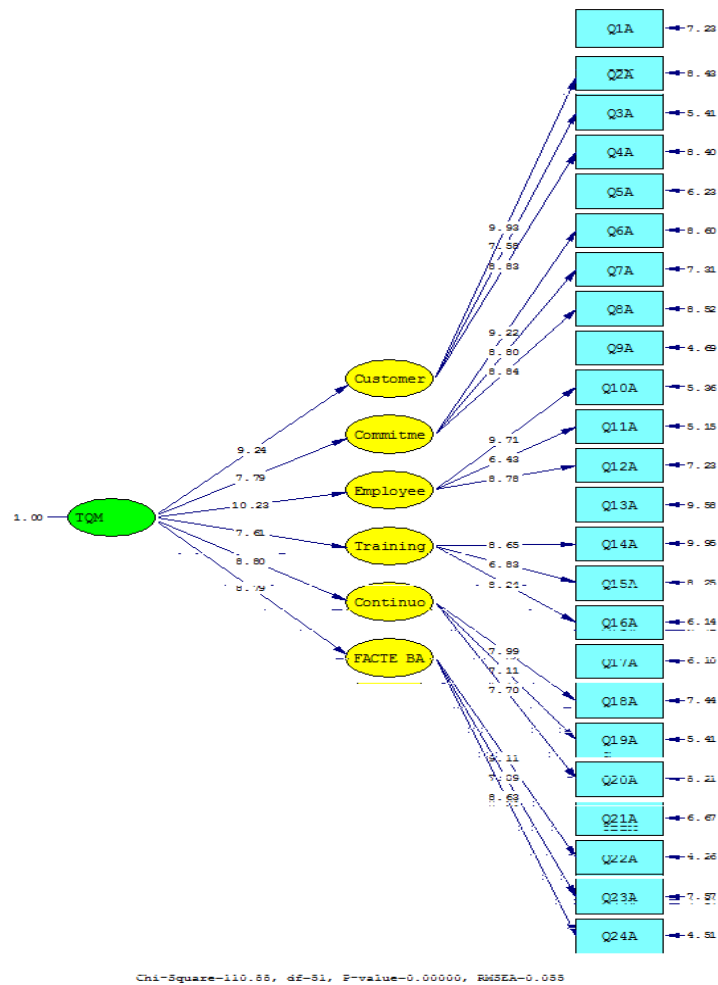 1.00
TQM
9.24
7.79
10.23
7.61
8.80
8.79
Customer
Commitme
Employee
Training
Continuo
FACTE BA
9.93
7.58
8.83
9.22
8.80
8.84
9.71
6.43
8.78
8.65
6.83
7.99
7.11
7.70
8.63
Q1A 7.23
Q2A 8.43
Q3A 5.41
Q4A 8.40
Q5A 6.23
Q6A 8.60
Q7A 7.31
Q8A 8.52
Q9A 4.69
Q10A 5.36
Q11A 5.15
Q12A 7.23
Q13A 9.58
Q14A 9.95
Q15A 8.25
Q16A 6.14
Q17A 6.10
Q18A 7.44
Q19A 5.41
Q20A 8.21
Q21A 6.67
Q22A 4.26
Q23A 7.57
Q24A 4.51
Chi-Square=110.88, df=51, P-value=0.00000, RMSEA=0.055